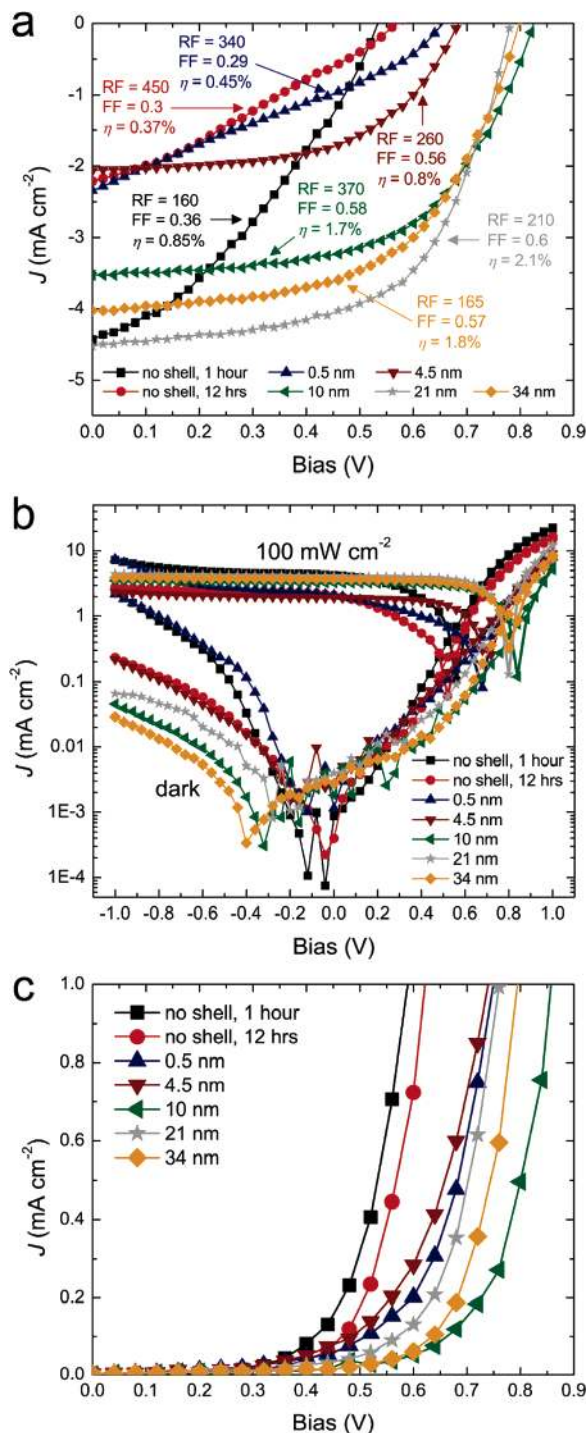 a
0
-1
-2
-3
-4
-5
J (mA cm-2)
RF = 340
FF = 0.29
η = 0.45%
RF = 450
FF = 0.3
η = 0.37%
RF = 260
FF = 0.56
η = 0.8%
RF = 160
FF = 0.36
η = 0.85%
RF = 370
FF = 0.58
η = 1.7%
RF = 210
FF = 0.6
η = 2.1%
RF = 165
FF = 0.57
η = 1.8%
no shell, 1 hour 0.5 nm 4.5 nm
no shell, 12 hrs 10 nm 21 nm 34 nm
0.0 0.1 0.2 0.3 0.4 0.5 0.6 0.7 0.8 0.9
Bias (V)
b
100 mW cm-2
10
1
0.1
0.01
1E-3
1E-4
J (mA cm-2)
dark
no shell, 1 hour
no shell, 12 hrs
0.5 nm
4.5 nm
10 nm
21 nm
34 nm
-1.0 -0.8 -0.6 -0.4 -0.2 0.0 0.2 0.4 0.6 0.8 1.0
Bias (V)
c
1.0
0.8
0.6
0.4
0.2
0.0
J (mA cm-2)
no shell, 1 hour
no shell, 12 hrs
0.5 nm
4.5 nm
10 nm
21 nm
34 nm
0.0 0.1 0.2 0.3 0.4 0.5 0.6 0.7 0.8 0.9
Bias (V)